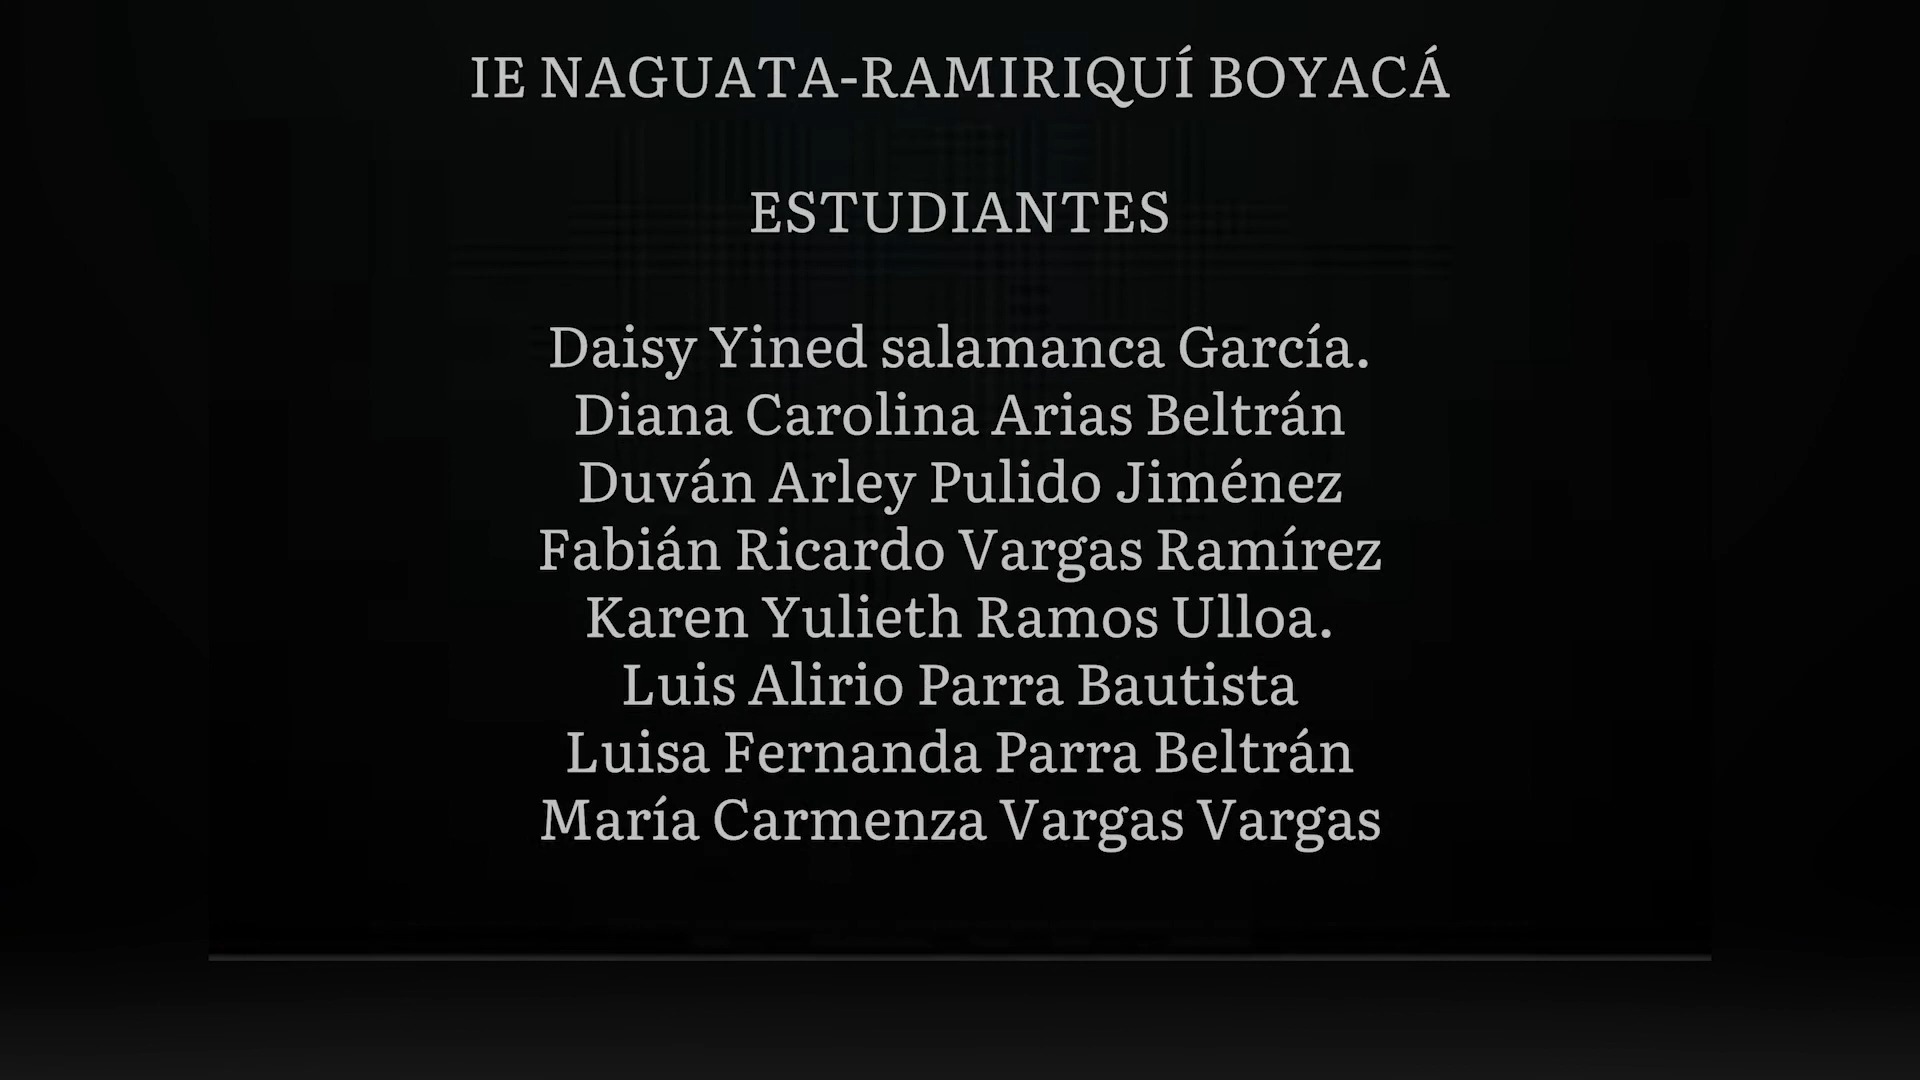 IE NAGUATA-RAMIRIQUÍ BOYACÁ
ESTUDIANTES
Daisy Yined salamanca García.
Diana Carolina Arias Beltrán
Duván Arley Pulido Jiménez
Fabián Ricardo Vargas Ramírez
Karen Yulieth Ramos Ulloa.
Luis Alirio Parra Bautista
Luisa Fernanda Parra Beltrán
María Carmenza Vargas Vargas